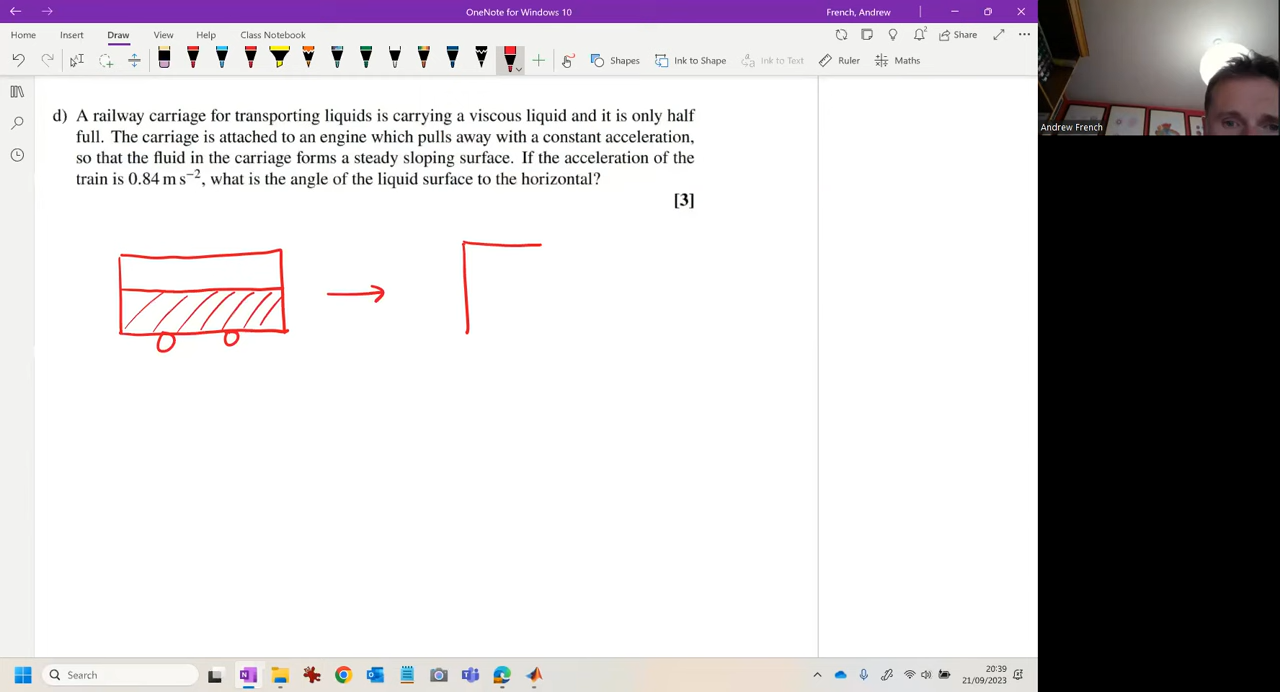 OneNote for Windows 10
French, Andrew
Home Insert Draw View Help Class Notebook
Share
Shapes Ink to Shape Ink to Text Ruler Maths
Andrew French
d) A railway carriage for transporting liquids is carrying a viscous liquid and it is only half
full. The carriage is attached to an engine which pulls away with a constant acceleration,
so that the fluid in the carriage forms a steady sloping surface. If the acceleration of the
train is 0.84 m s⁻², what is the angle of the liquid surface to the horizontal?
[3]
Search
20:39
21/09/2023